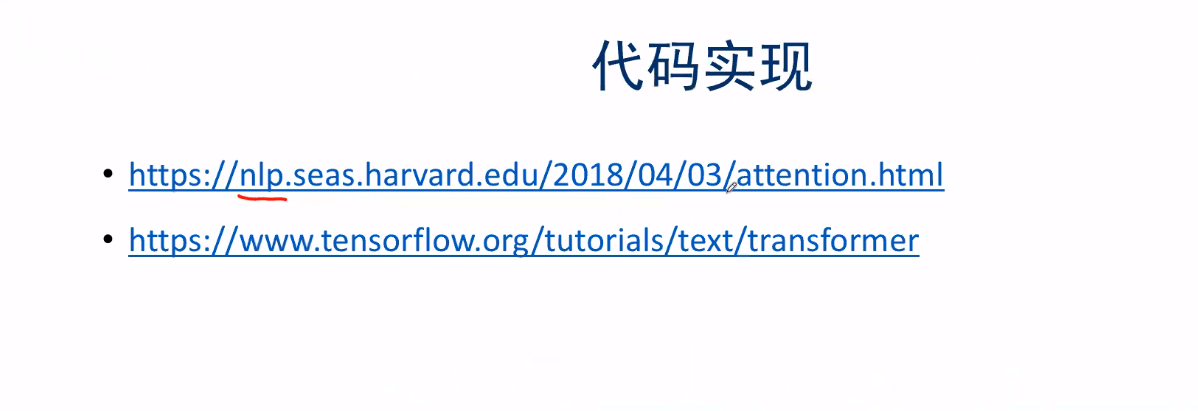 代码实现
• https://nlp.seas.harvard.edu/2018/04/03/attention.html
• https://www.tensorflow.org/tutorials/text/transformer